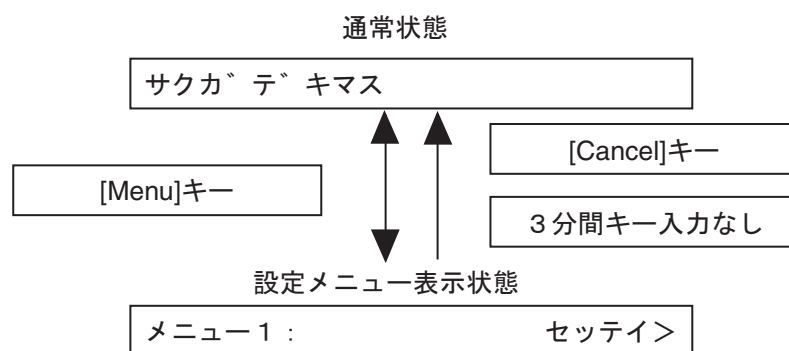 通常状態
サクカ゛テ゛キマス
[Cancel]キー
[Menu]キー
3分間キー入力なし
設定メニュー表示状態
メニュー1： セッテイ＞